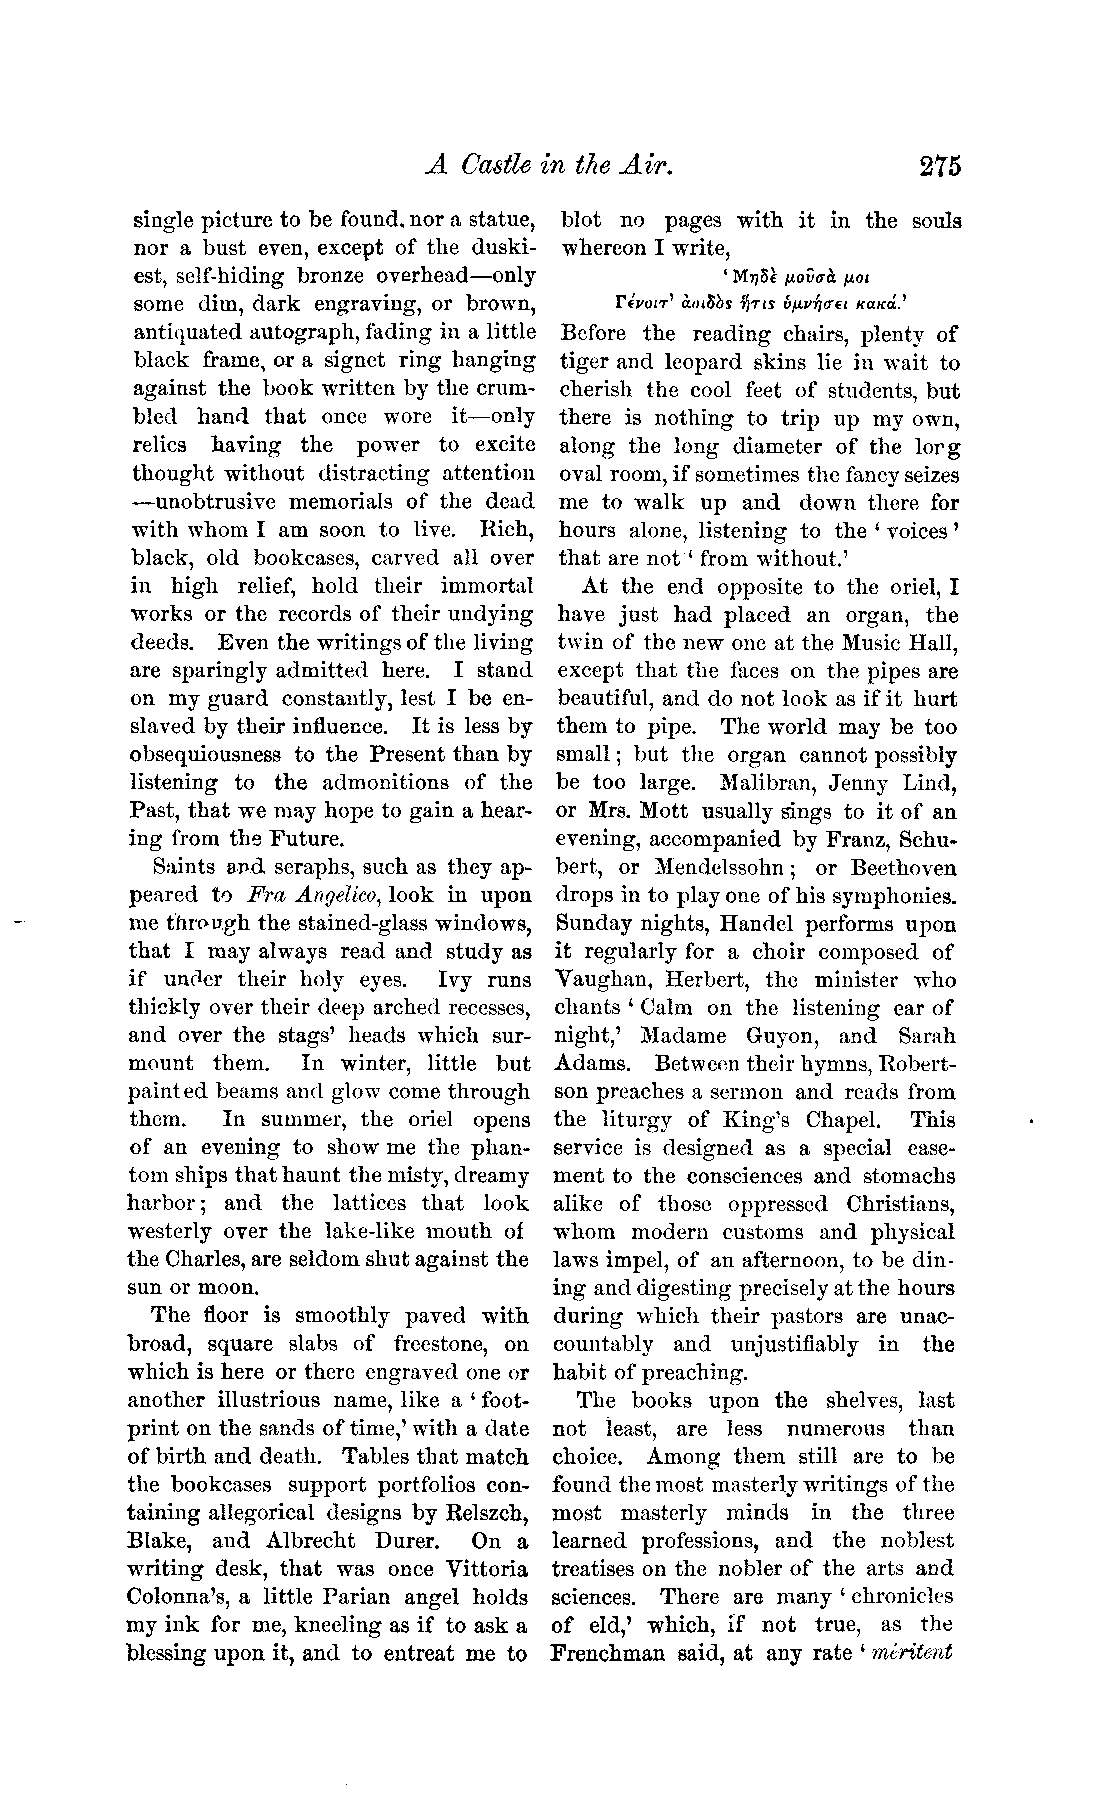 A Castle in the Air. 275
single picture to be found. nor a statue,
nor a bust even, except of the duski-
est, self-hiding bronze overhead—only
some dim, dark engraving, or brown,
antiquated autograph, fading in a little
black frame, or a signet ring hanging
against the book written by the crum-
bled hand that once wore it—only
relics having the power to excite
thought without distracting attention
—unobtrusive memorials of the dead
with whom I am soon to live. Rich,
black, old bookcases, carved all over
in high relief, hold their immortal
works or the records of their undying
deeds. Even the writings of the living
are sparingly admitted here. I stand
on my guard constantly, lest I be en-
slaved by their influence. It is less by
obsequiousness to the Present than by
listening to the admonitions of the
Past, that we may hope to gain a hear-
ing from the Future.
Saints and seraphs, such as they ap-
peared to Fra Angelico, look in upon
me through the stained-glass windows,
that I may always read and study as
if under their holy eyes. Ivy runs
thickly over their deep arched recesses,
and over the stags' heads which sur-
mount them. In winter, little but
painted beams and glow come through
them. In summer, the oriel opens
of an evening to show me the phan-
tom ships that haunt the misty, dreamy
harbor; and the lattices that look
westerly over the lake-like mouth of
the Charles, are seldom shut against the
sun or moon.
The floor is smoothly paved with
broad, square slabs of freestone, on
which is here or there engraved one or
another illustrious name, like a ‘foot-
print on the sands of time,’ with a date
of birth and death. Tables that match
the bookcases support portfolios con-
taining allegorical designs by Relszch,
Blake, and Albrecht Durer. On a
writing desk, that was once Vittoria
Colonna's, a little Parian angel holds
my ink for me, kneeling as if to ask a
blessing upon it, and to entreat me to
blot no pages with it in the souls
whereon I write,
‘Μηδὲ μοῦσὰ μοι
Γένοιτ’ ἀοιδὸς ἥτις ὑμνήσει κακά.’
Before the reading chairs, plenty of
tiger and leopard skins lie in wait to
cherish the cool feet of students, but
there is nothing to trip up my own,
along the long diameter of the long
oval room, if sometimes the fancy seizes
me to walk up and down there for
hours alone, listening to the ‘voices’
that are not ‘from without.’
At the end opposite to the oriel, I
have just had placed an organ, the
twin of the new one at the Music Hall,
except that the faces on the pipes are
beautiful, and do not look as if it hurt
them to pipe. The world may be too
small; but the organ cannot possibly
be too large. Malibran, Jenny Lind,
or Mrs. Mott usually sings to it of an
evening, accompanied by Franz, Schu-
bert, or Mendelssohn; or Beethoven
drops in to play one of his symphonies.
Sunday nights, Handel performs upon
it regularly for a choir composed of
Vaughan, Herbert, the minister who
chants ‘Calm on the listening ear of
night,’ Madame Guyon, and Sarah
Adams. Between their hymns, Robert-
son preaches a sermon and reads from
the liturgy of King's Chapel. This
service is designed as a special ease-
ment to the consciences and stomachs
alike of those oppressed Christians,
whom modern customs and physical
laws impel, of an afternoon, to be din-
ing and digesting precisely at the hours
during which their pastors are unac-
countably and unjustifiably in the
habit of preaching.
The books upon the shelves, last
not least, are less numerous than
choice. Among them still are to be
found the most masterly writings of the
most masterly minds in the three
learned professions, and the noblest
treatises on the nobler of the arts and
sciences. There are many ‘chronicles
of eld,’ which, if not true, as the
Frenchman said, at any rate ‘méritent